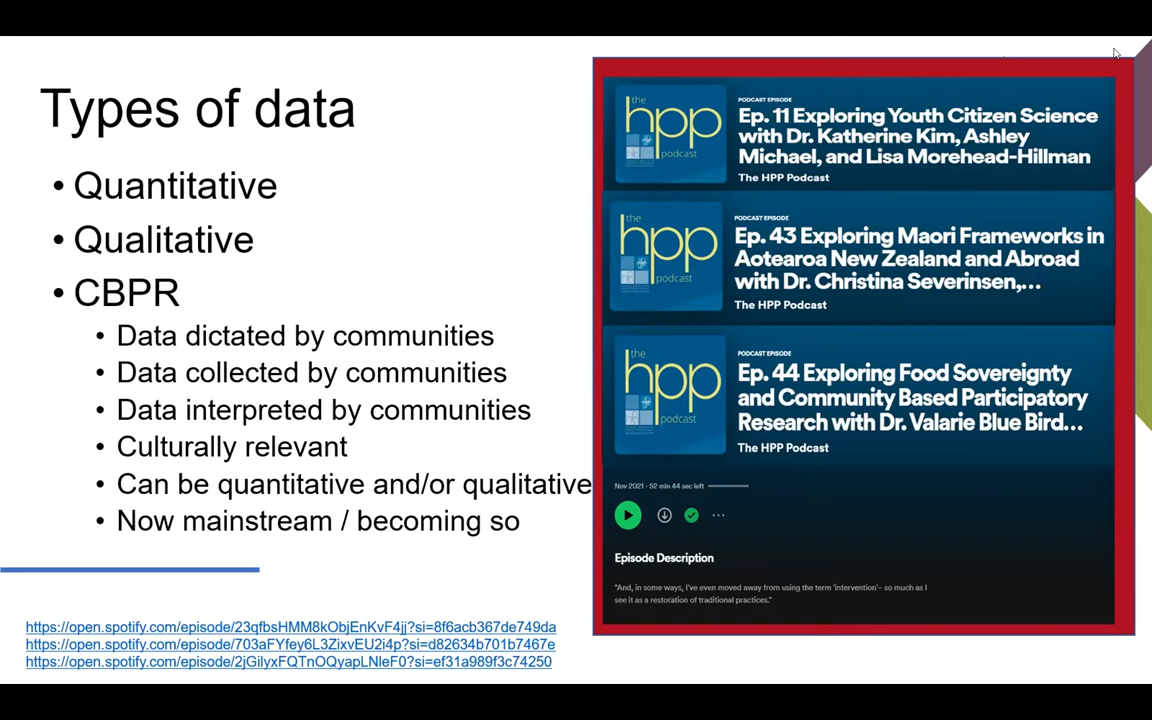 Types of data
• Quantitative
• Qualitative
• CBPR
• Data dictated by communities
• Data collected by communities
• Data interpreted by communities
• Culturally relevant
• Can be quantitative and/or qualitative
• Now mainstream / becoming so
https://open.spotify.com/episode/23qfbsHMM8kObjEnKvF4jj?si=8f6acb367de749da
https://open.spotify.com/episode/703aFYfey6L3ZixvEU2i4p?si=d82634b701b7467e
https://open.spotify.com/episode/2jGilyxFQTnOQyapLNleF0?si=ef31a989f3c74250
the
hpp
podcast
PODCAST EPISODE
Ep. 11 Exploring Youth Citizen Science
with Dr. Katherine Kim, Ashley
Michael, and Lisa Morehead-Hillman
The HPP Podcast
the
hpp
podcast
PODCAST EPISODE
Ep. 43 Exploring Maori Frameworks in
Aotearoa New Zealand and Abroad
with Dr. Christina Severinsen,...
The HPP Podcast
the
hpp
podcast
PODCAST EPISODE
Ep. 44 Exploring Food Sovereignty
and Community Based Participatory
Research with Dr. Valarie Blue Bird...
The HPP Podcast
Nov 2021 • 52 min 44 sec left
Episode Description
"And, in some ways, I've even moved away from using the term 'intervention'– so much as I
see it as a restoration of traditional practices."